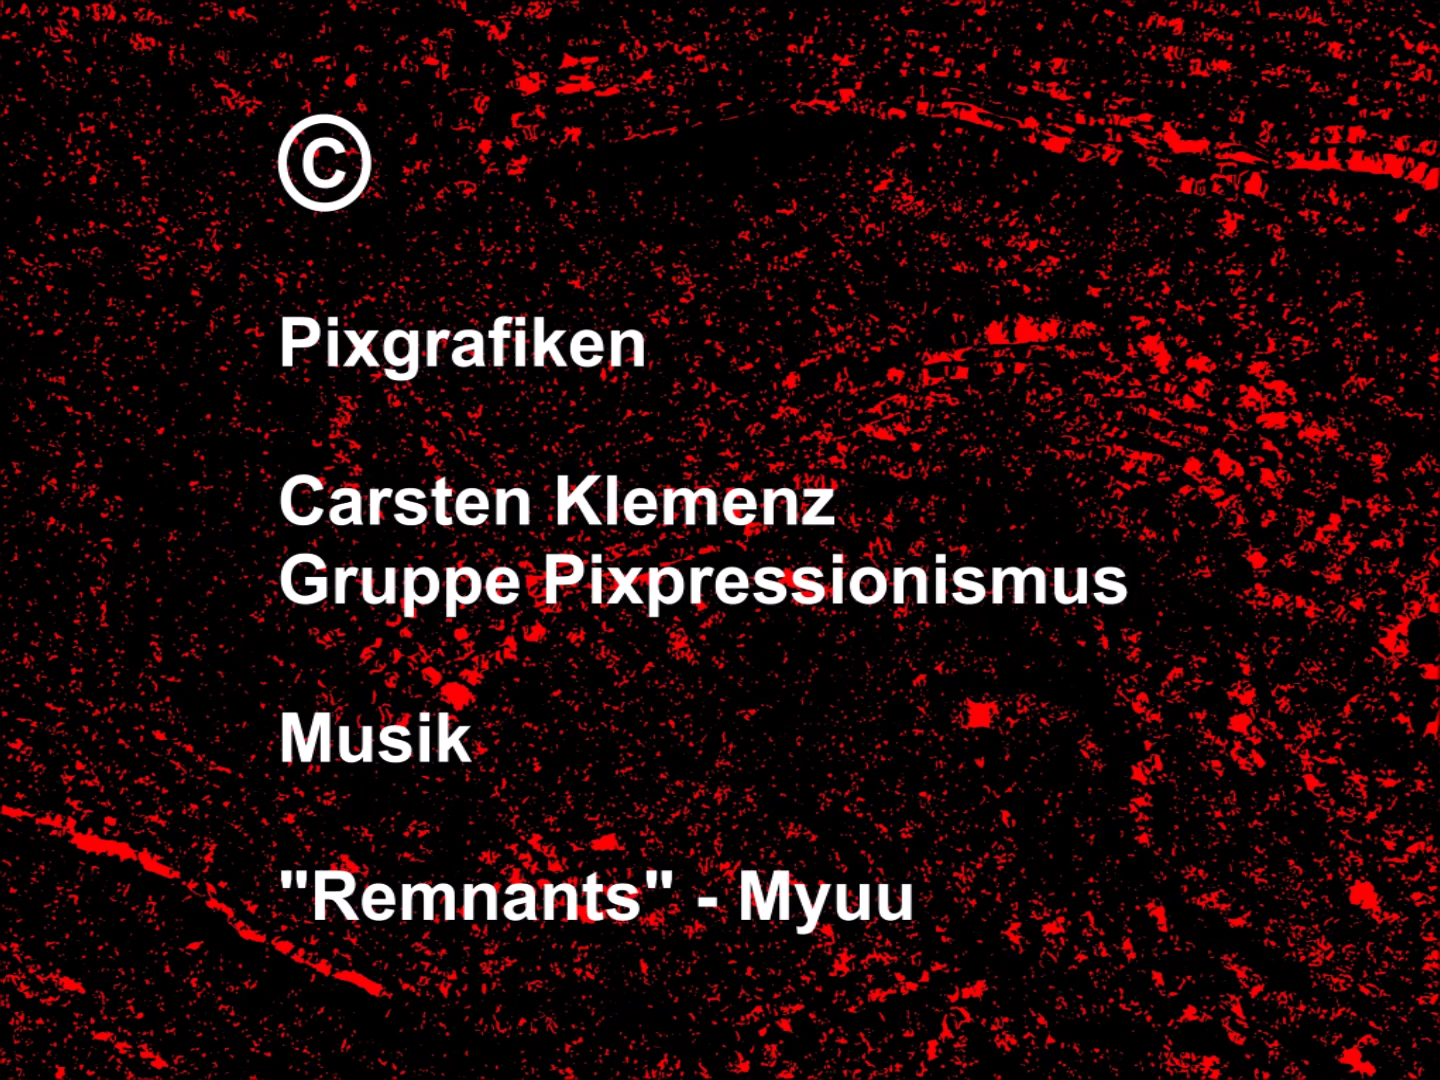 ©
Pixgrafiken
Carsten Klemenz
Gruppe Pixpressionismus
Musik
"Remnants" - Myuu